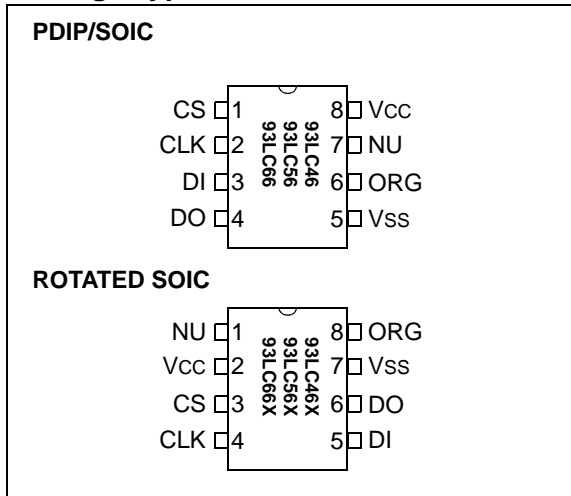 PDIP/SOIC
CS 1 8 VCC
CLK 2 7 NU
DI 3 6 ORG
DO 4 5 VSS
93LC46
93LC56
93LC66
ROTATED SOIC
NU 1 8 ORG
VCC 2 7 VSS
CS 3 6 DO
CLK 4 5 DI
93LC46X
93LC56X
93LC66X